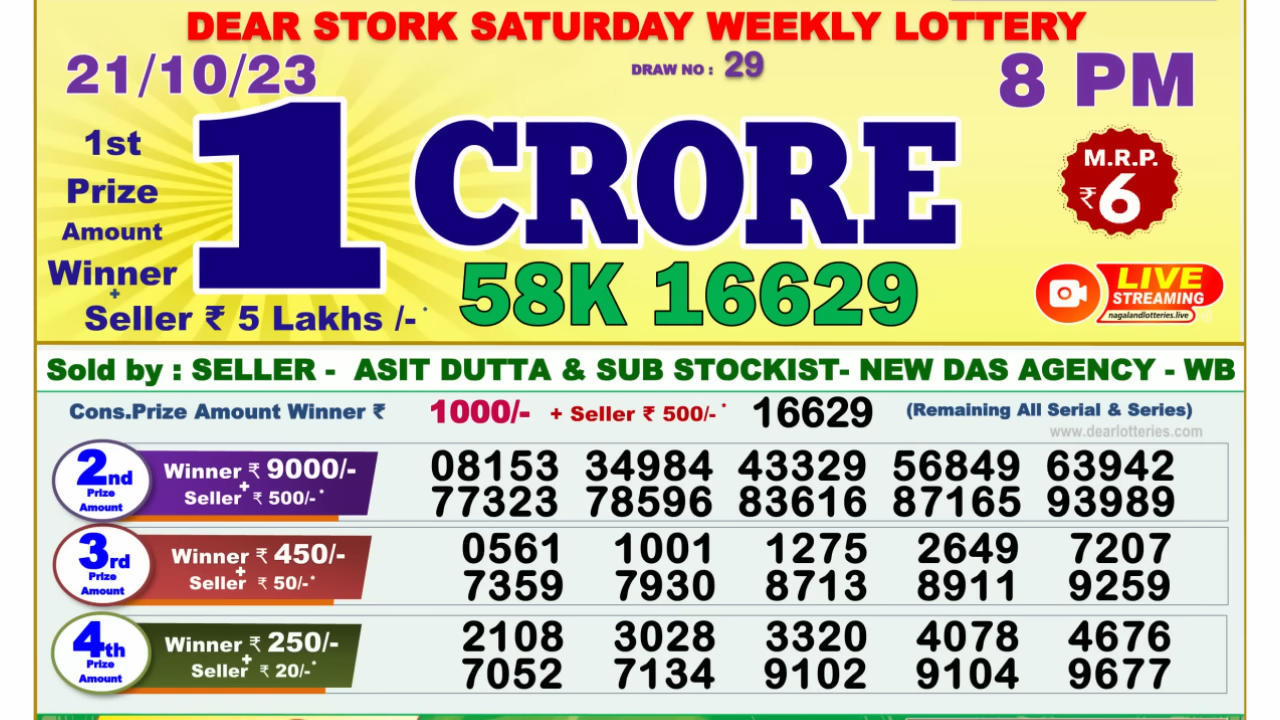 DEAR STORK SATURDAY WEEKLY LOTTERY
21/10/23
DRAW NO : 29
8 PM
1st
Prize
Amount
Winner
+
Seller ₹ 5 Lakhs /-*
1 CRORE
58K 16629
M.R.P.
₹6
LIVE
STREAMING
nagalandlotteries.live
Sold by : SELLER - ASIT DUTTA & SUB STOCKIST- NEW DAS AGENCY - WB
Cons.Prize Amount Winner ₹ 1000/- + Seller ₹ 500/-* 16629 (Remaining All Serial & Series)
www.dearlotteries.com
2nd
Prize
Amount
Winner ₹ 9000/-
+
Seller ₹ 500/-*
08153 34984 43329 56849 63942
77323 78596 83616 87165 93989
3rd
Prize
Amount
Winner ₹ 450/-
+
Seller ₹ 50/-*
0561 1001 1275 2649 7207
7359 7930 8713 8911 9259
4th
Prize
Amount
Winner ₹ 250/-
+
Seller ₹ 20/-*
2108 3028 3320 4078 4676
7052 7134 9102 9104 9677